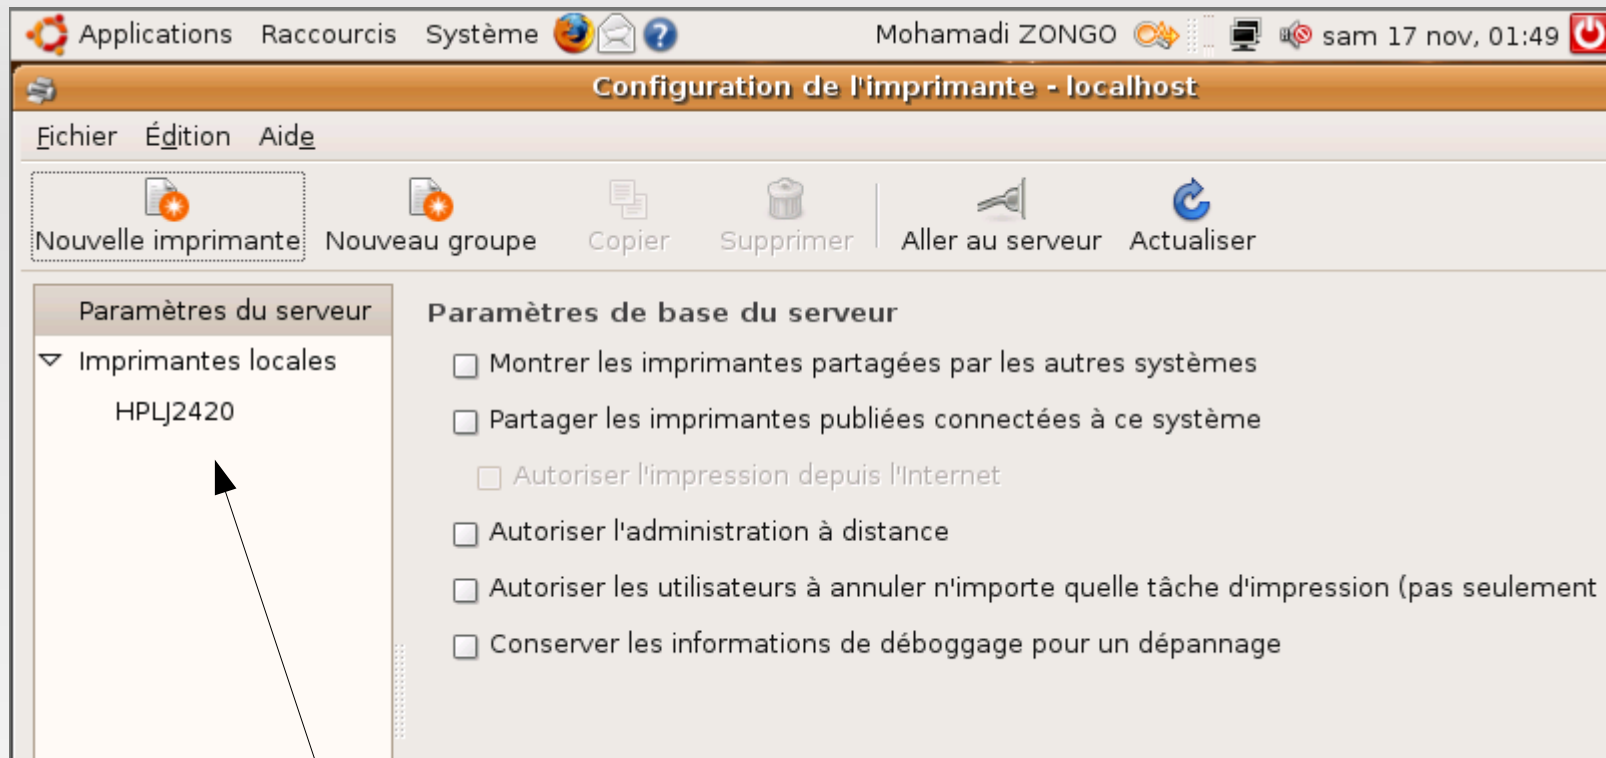 Applications Raccourcis Système Mohamadi ZONGO sam 17 nov, 01:49
Configuration de l'imprimante - localhost
Fichier Édition Aide
Nouvelle imprimante Nouveau groupe Copier Supprimer Aller au serveur Actualiser
Paramètres du serveur
Imprimantes locales
HPLJ2420
Paramètres de base du serveur
Montrer les imprimantes partagées par les autres systèmes
Partager les imprimantes publiées connectées à ce système
Autoriser l'impression depuis l'Internet
Autoriser l'administration à distance
Autoriser les utilisateurs à annuler n'importe quelle tâche d'impression (pas seulement
Conserver les informations de déboggage pour un dépannage